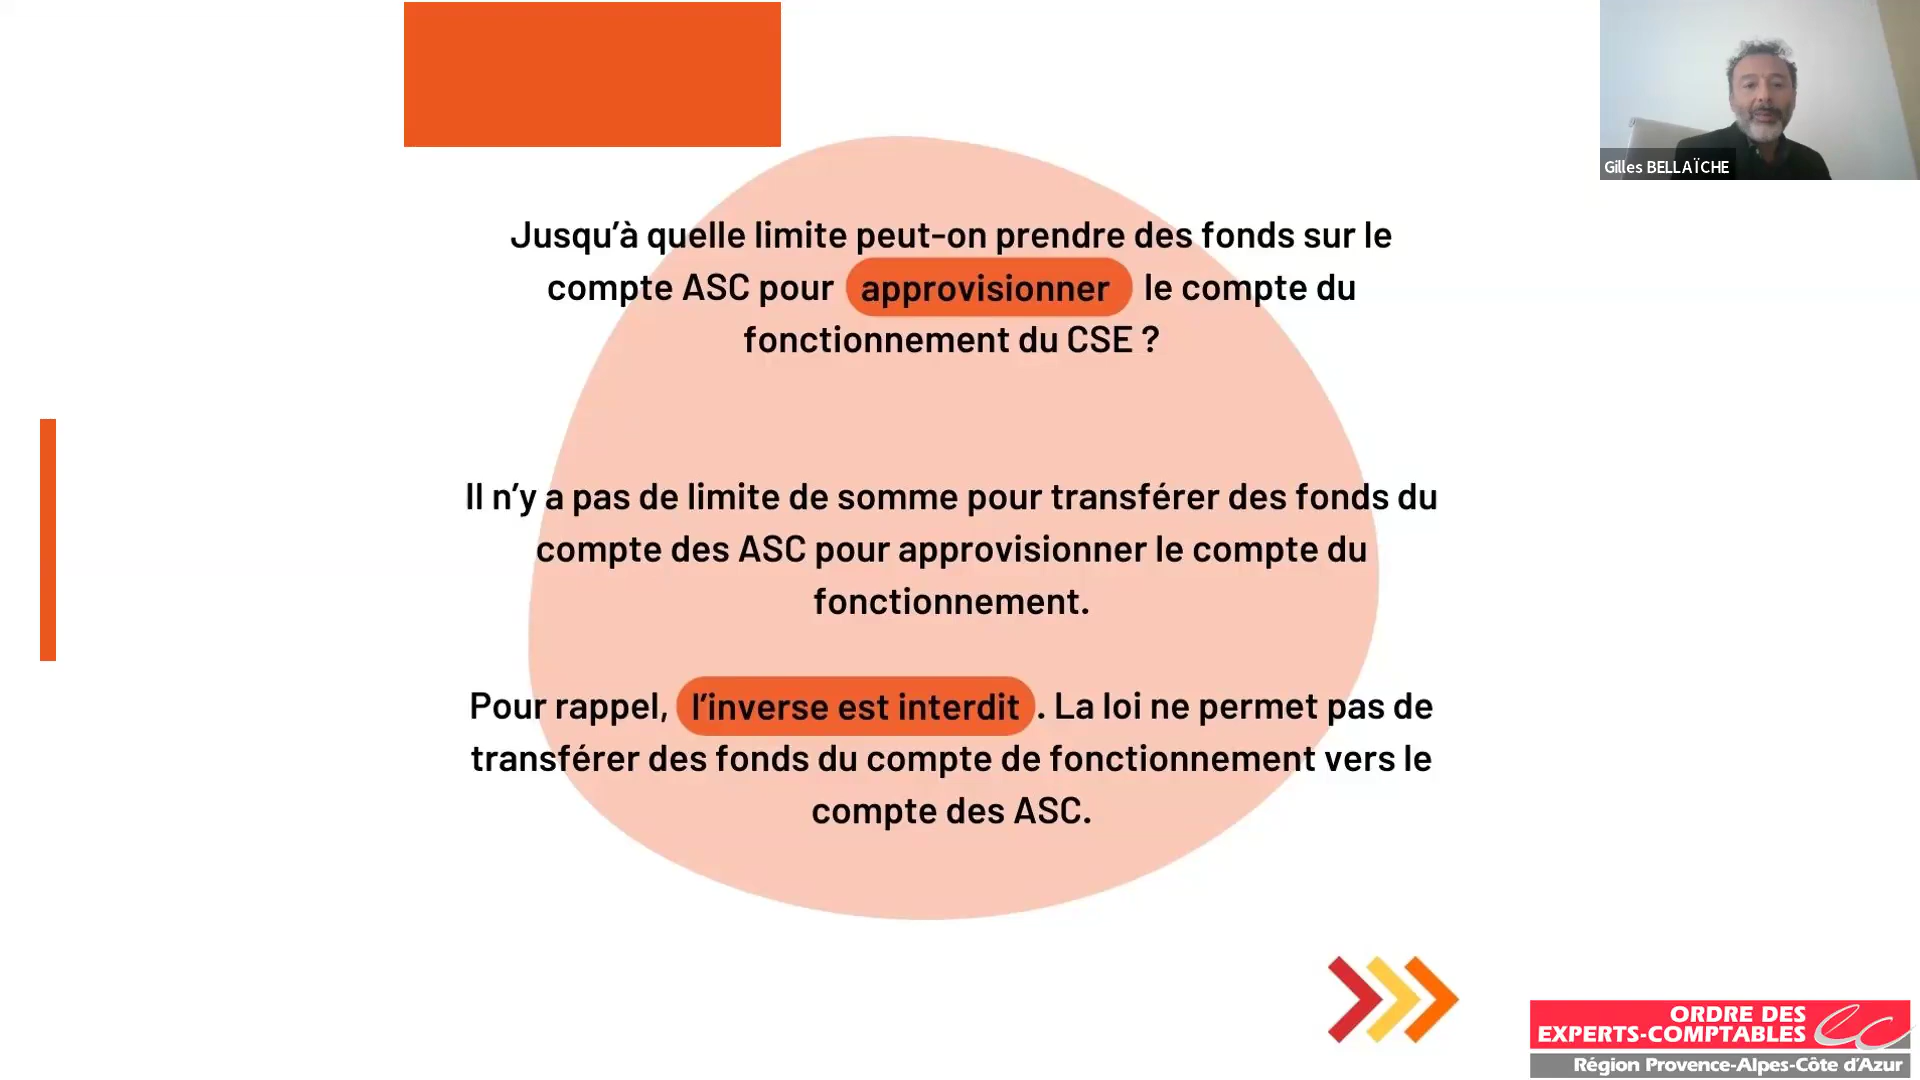 Gilles BELLAÏCHE
Jusqu’à quelle limite peut-on prendre des fonds sur le
compte ASC pour approvisionner le compte du
fonctionnement du CSE ?
Il n’y a pas de limite de somme pour transférer des fonds du
compte des ASC pour approvisionner le compte du
fonctionnement.
Pour rappel, l’inverse est interdit . La loi ne permet pas de
transférer des fonds du compte de fonctionnement vers le
compte des ASC.
ORDRE DES
EXPERTS-COMPTABLES
Région Provence-Alpes-Côte d’Azur